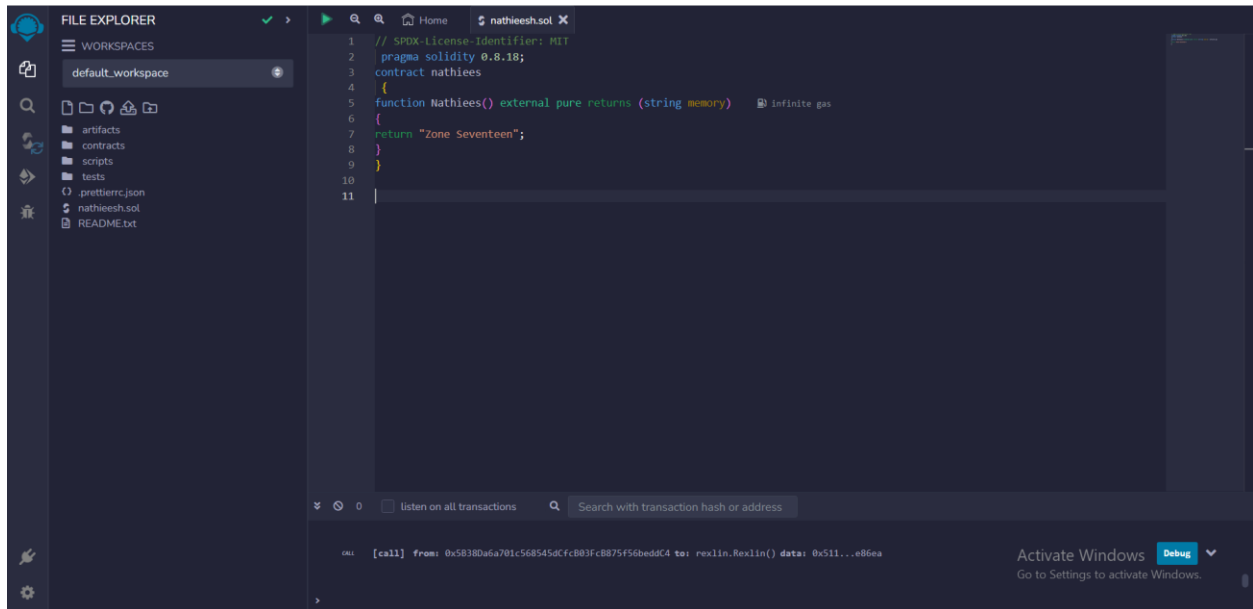 FILE EXPLORER
WORKSPACES
default_workspace
artifacts
contracts
scripts
tests
.prettierrc.json
nathieesh.sol
README.txt
Home
nathieesh.sol
1 // SPDX-License-Identifier: MIT
2 pragma solidity 0.8.18;
3 contract nathiees
4 {
5 function Nathiees() external pure returns (string memory) infinite gas
6 {
7 return "Zone Seventeen";
8 }
9 }
10
11
0 listen on all transactions Search with transaction hash or address
CALL [call] from: 0x5B38Da6a701c568545dCfcB03FcB875f56beddC4 to: rexlin.Rexlin() data: 0x511...e86ea
Debug
Activate Windows
Go to Settings to activate Windows.
>